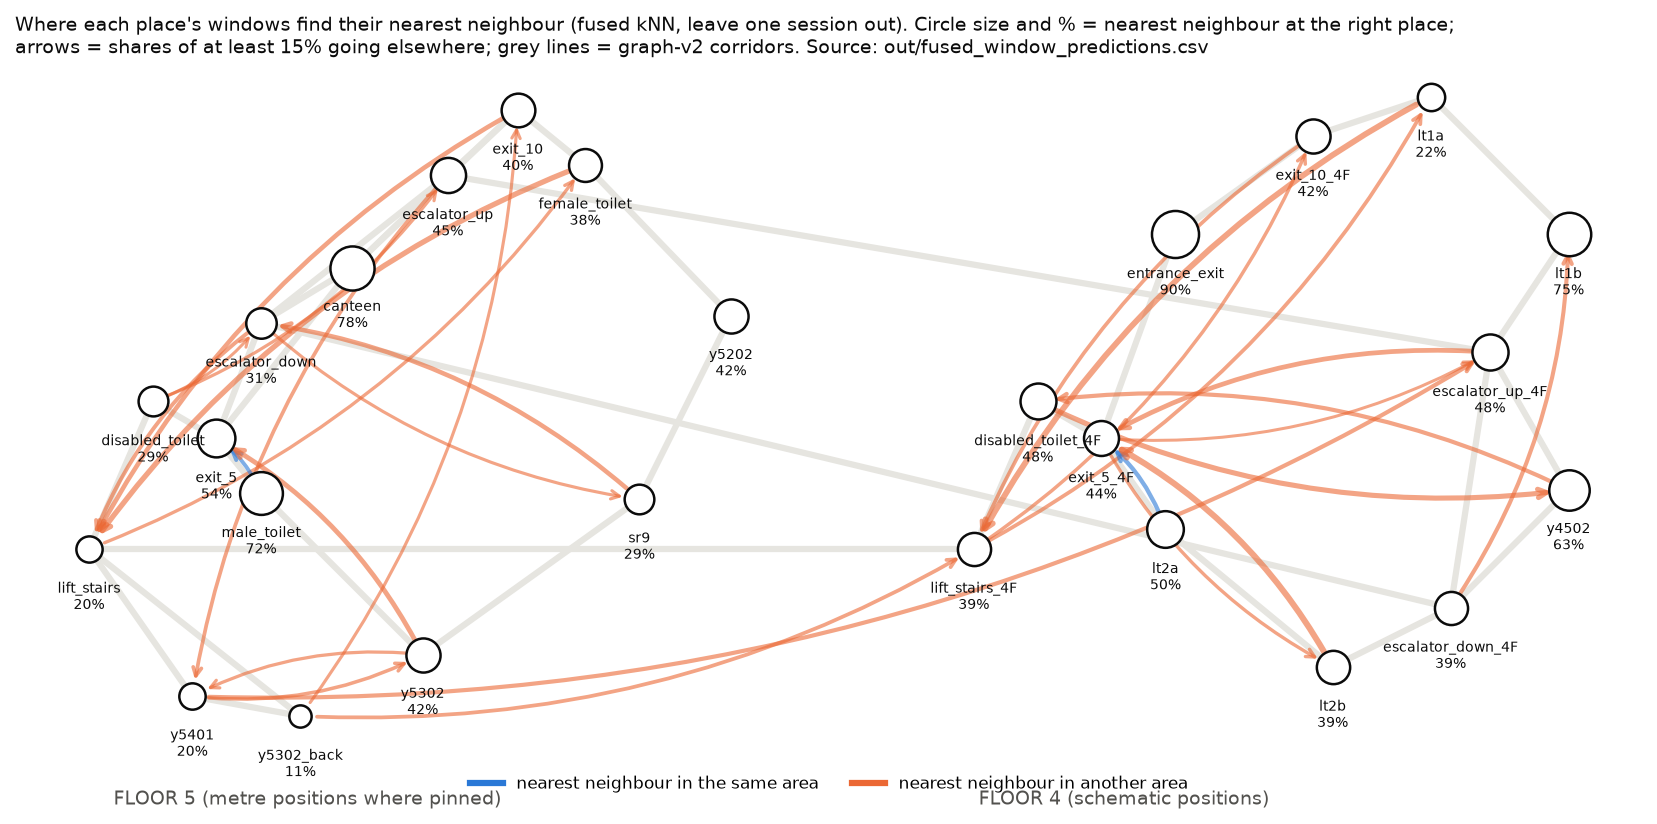 Where each place's windows find their nearest neighbour (fused kNN, leave one session out). Circle size and % = nearest neighbour at the right place;
arrows = shares of at least 15% going elsewhere; grey lines = graph-v2 corridors. Source: out/fused_window_predictions.csv
exit_10
40%
escalator_up
45%
female_toilet
38%
canteen
78%
escalator_down
31%
y5202
42%
disabled_toilet
29%
exit_5
54%
male_toilet
72%
sr9
29%
lift_stairs
20%
y5302
42%
y5401
20%
y5302_back
11%
lt1a
22%
exit_10_4F
42%
entrance_exit
90%
lt1b
75%
escalator_up_4F
48%
disabled_toilet_4F
48%
exit_5_4F
44%
y4502
63%
lt2a
50%
lift_stairs_4F
39%
escalator_down_4F
39%
lt2b
39%
nearest neighbour in the same area
nearest neighbour in another area
FLOOR 5 (metre positions where pinned)
FLOOR 4 (schematic positions)